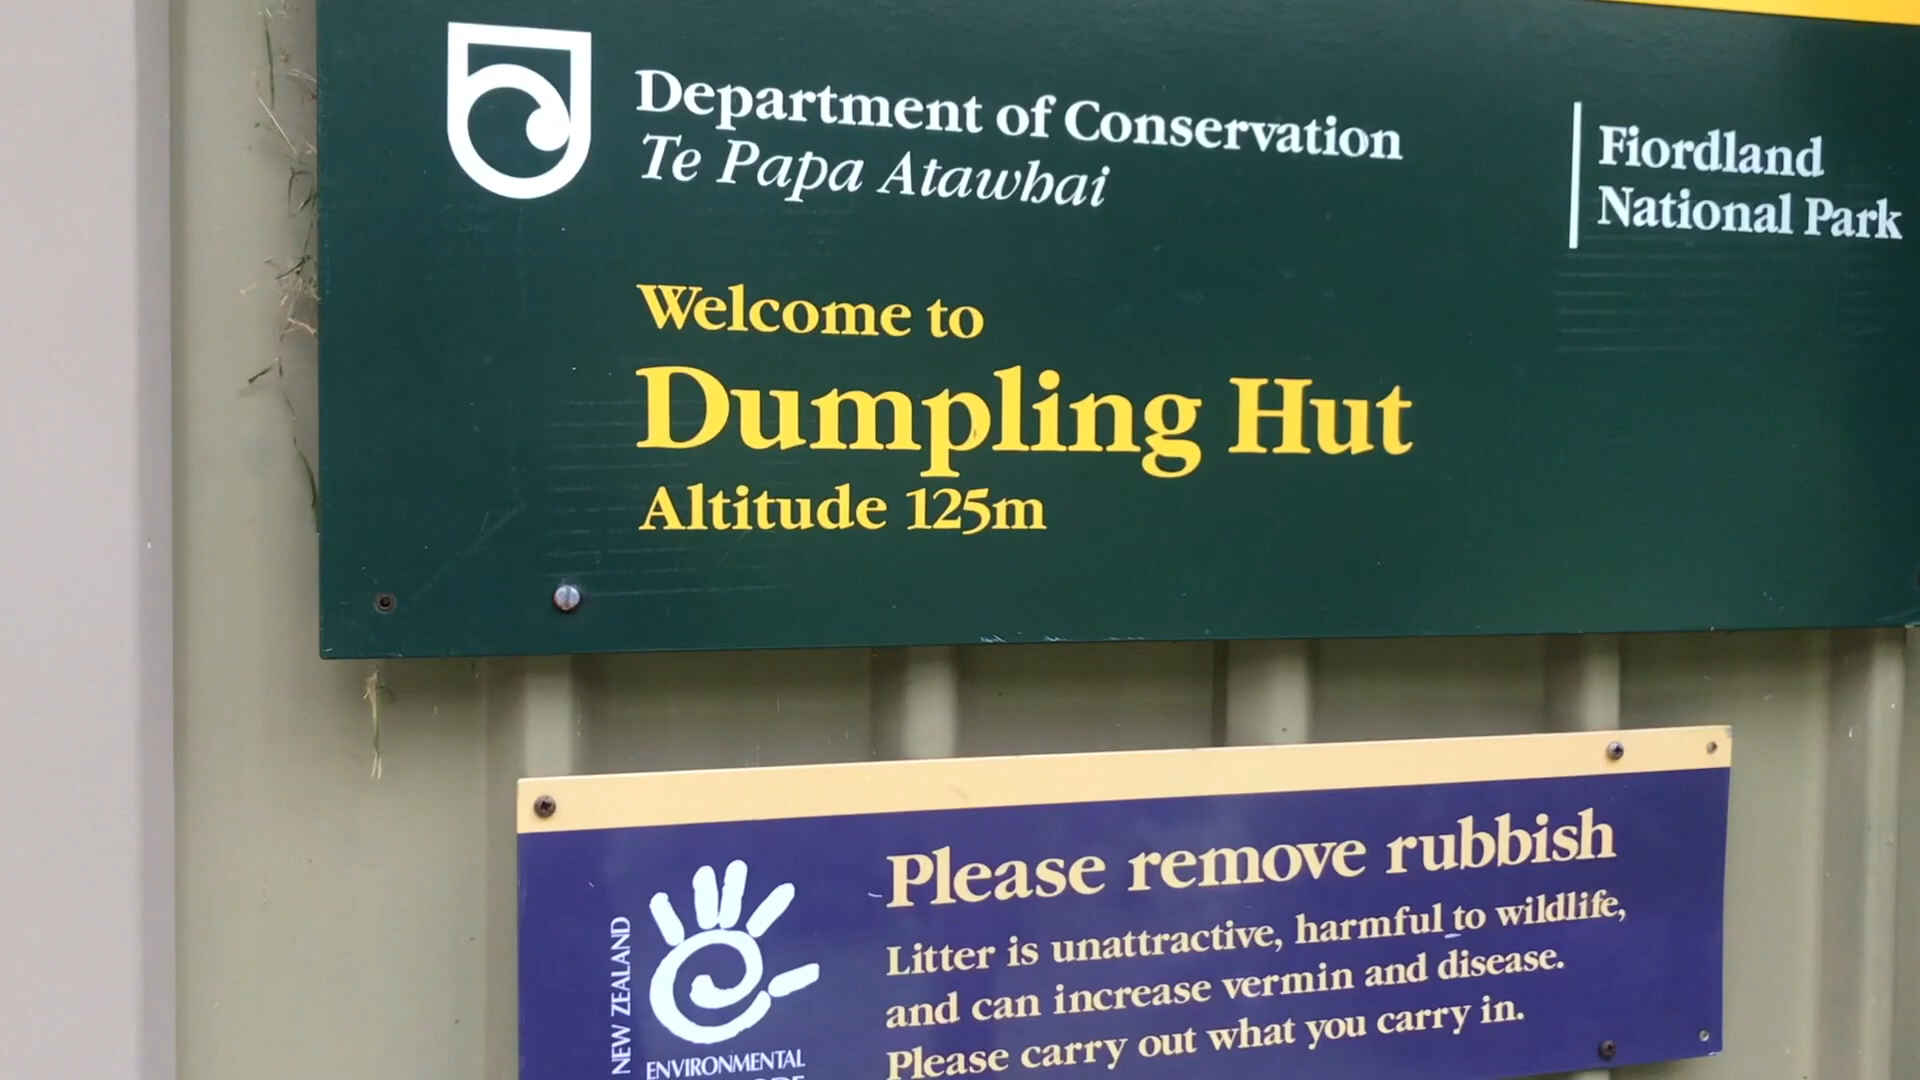 Department of Conservation
Te Papa Atawhai
Fiordland
National Park
Welcome to
Dumpling Hut
Altitude 125m
Please remove rubbish
Litter is unattractive, harmful to wildlife,
and can increase vermin and disease.
Please carry out what you carry in.
NEW ZEALAND
ENVIRONMENTAL